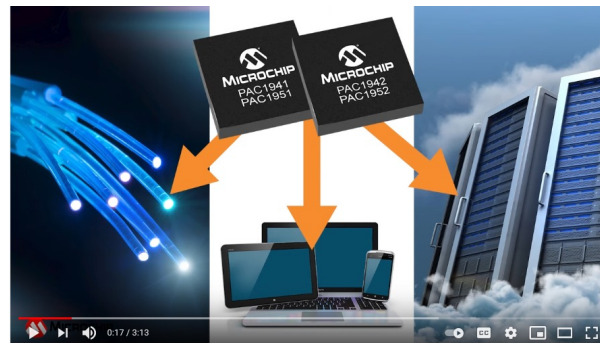 MICROCHIP
PAC1941
PAC1951
MICROCHIP
PAC1942
PAC1952
0:17 / 3:13
CC